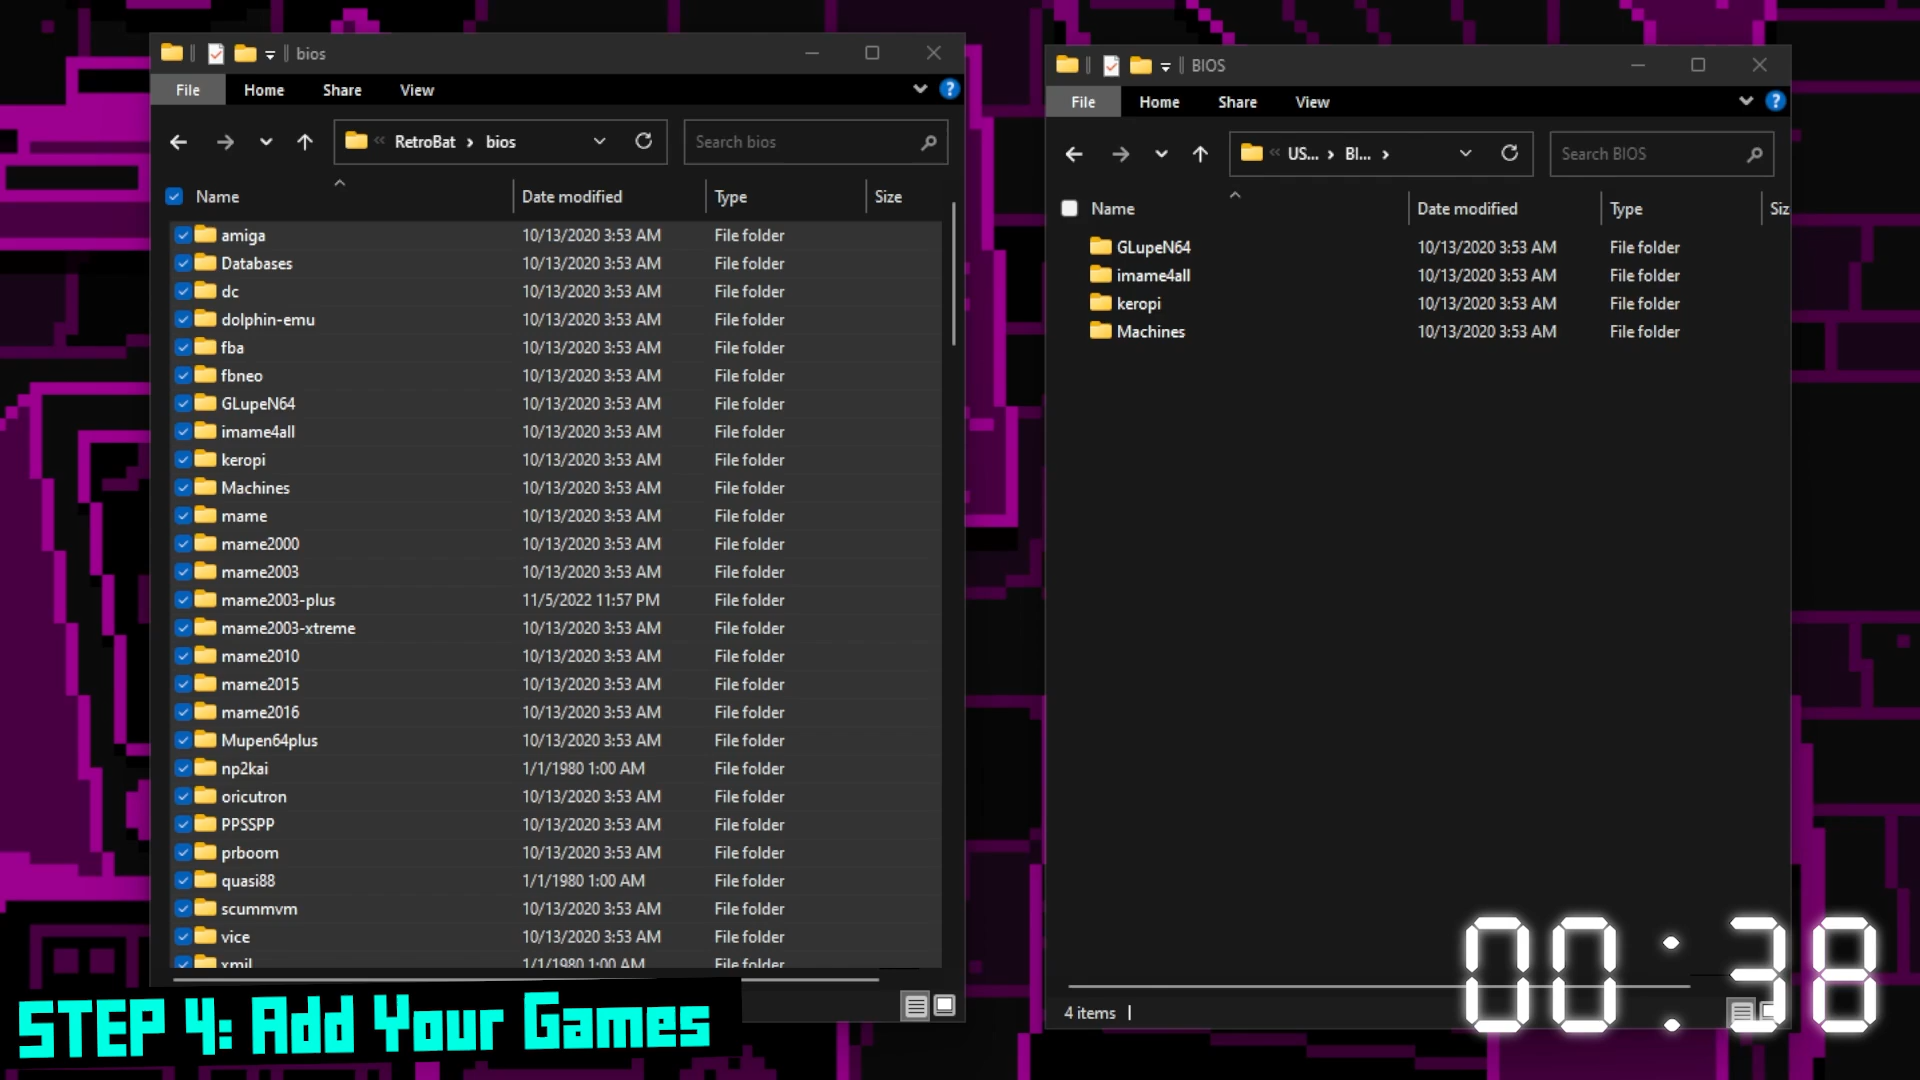 bios
File Home Share View
RetroBat › bios
Search bios
Name Date modified Type Size
amiga 10/13/2020 3:53 AM File folder
Databases 10/13/2020 3:53 AM File folder
dc 10/13/2020 3:53 AM File folder
dolphin-emu 10/13/2020 3:53 AM File folder
fba 10/13/2020 3:53 AM File folder
fbneo 10/13/2020 3:53 AM File folder
GLupeN64 10/13/2020 3:53 AM File folder
imame4all 10/13/2020 3:53 AM File folder
keropi 10/13/2020 3:53 AM File folder
Machines 10/13/2020 3:53 AM File folder
mame 10/13/2020 3:53 AM File folder
mame2000 10/13/2020 3:53 AM File folder
mame2003 10/13/2020 3:53 AM File folder
mame2003-plus 11/5/2022 11:57 PM File folder
mame2003-xtreme 10/13/2020 3:53 AM File folder
mame2010 10/13/2020 3:53 AM File folder
mame2015 10/13/2020 3:53 AM File folder
mame2016 10/13/2020 3:53 AM File folder
Mupen64plus 10/13/2020 3:53 AM File folder
np2kai 1/1/1980 1:00 AM File folder
oricutron 10/13/2020 3:53 AM File folder
PPSSPP 10/13/2020 3:53 AM File folder
prboom 10/13/2020 3:53 AM File folder
quasi88 1/1/1980 1:00 AM File folder
scummvm 10/13/2020 3:53 AM File folder
vice 10/13/2020 3:53 AM File folder
xmil 1/1/1980 1:00 AM File folder
BIOS
File Home Share View
US... › BI... ›
Search BIOS
Name Date modified Type Siz
GLupeN64 10/13/2020 3:53 AM File folder
imame4all 10/13/2020 3:53 AM File folder
keropi 10/13/2020 3:53 AM File folder
Machines 10/13/2020 3:53 AM File folder
4 items
STEP 4: Add Your Games
00:38